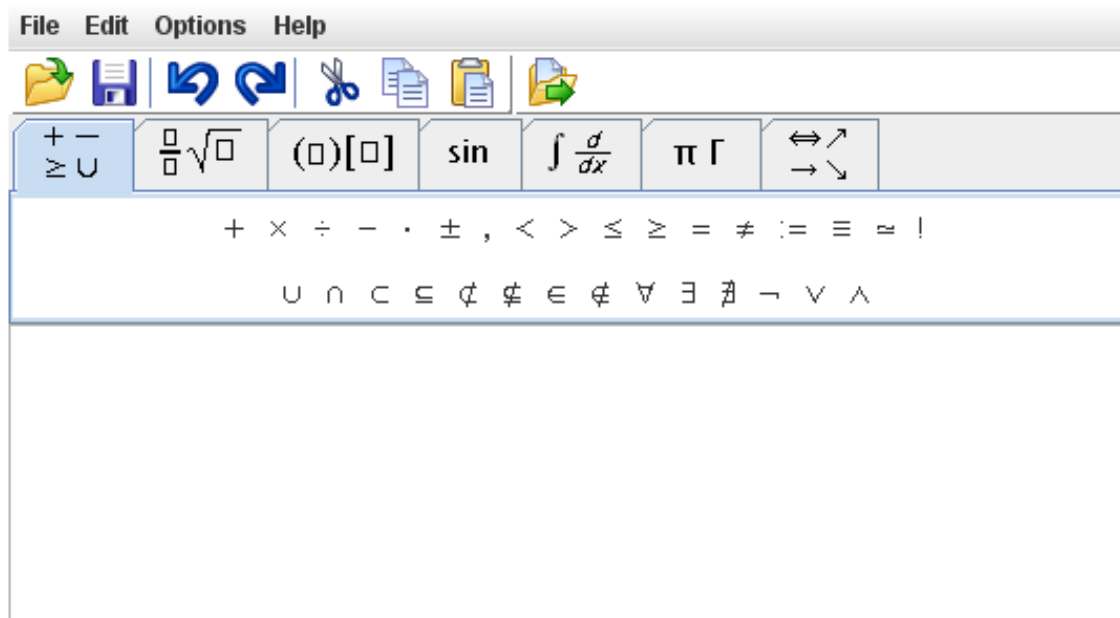 File Edit Options Help
+ − ≥ ∪ □/□ √□ (□)[□] sin ∫ d/dx π Γ ⇔ ↗ → ↘
+ × ÷ − · ± , < > ≤ ≥ = ≠ := ≡ ≃ !
∪ ∩ ⊂ ⊆ ⊄ ⊈ ∈ ∉ ∀ ∃ ∄ ¬ ∨ ∧